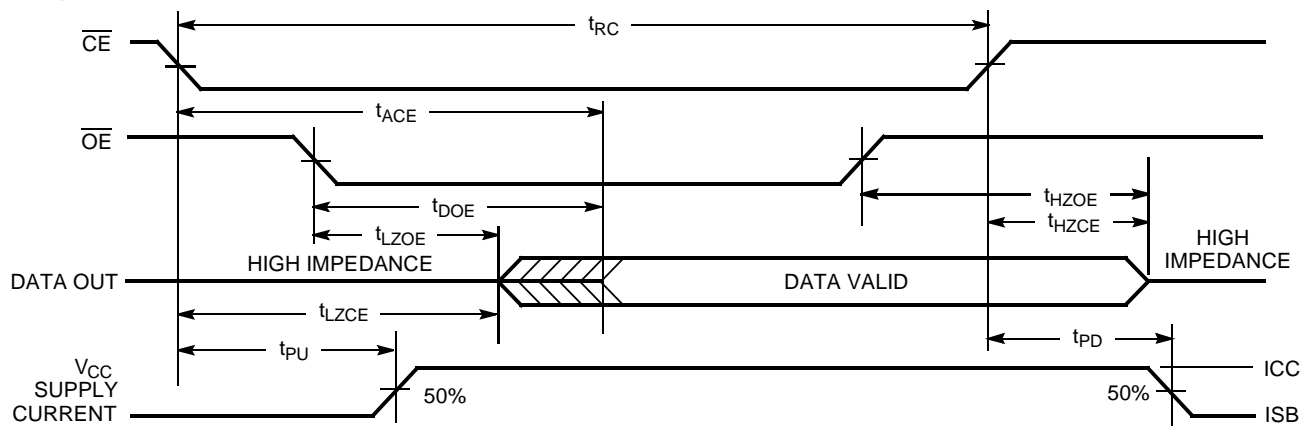 tRC
CE
tACE
OE
tDOE
tHZOE
tLZOE
tHZCE
HIGH IMPEDANCE
HIGH IMPEDANCE
DATA OUT
DATA VALID
tLZCE
tPU
tPD
VCC SUPPLY CURRENT
50%
50%
ICC
ISB